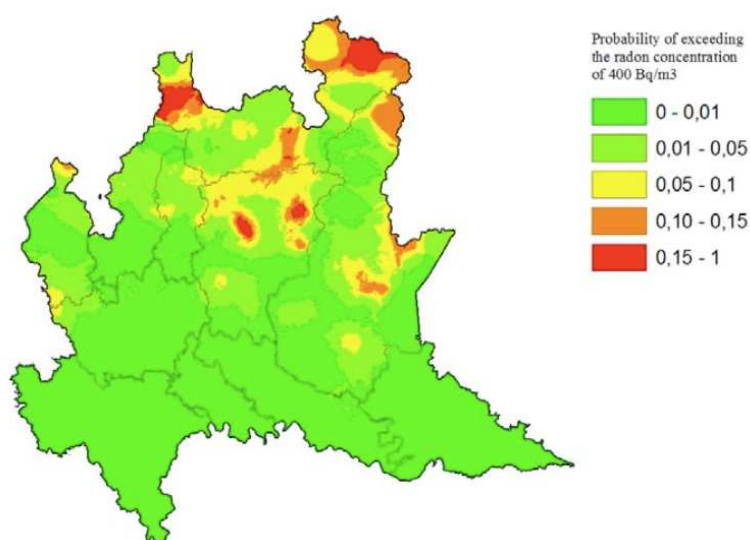 Probability of exceeding
the radon concentration
of 400 Bq/m3
0 - 0,01
0,01 - 0,05
0,05 - 0,1
0,10 - 0,15
0,15 - 1